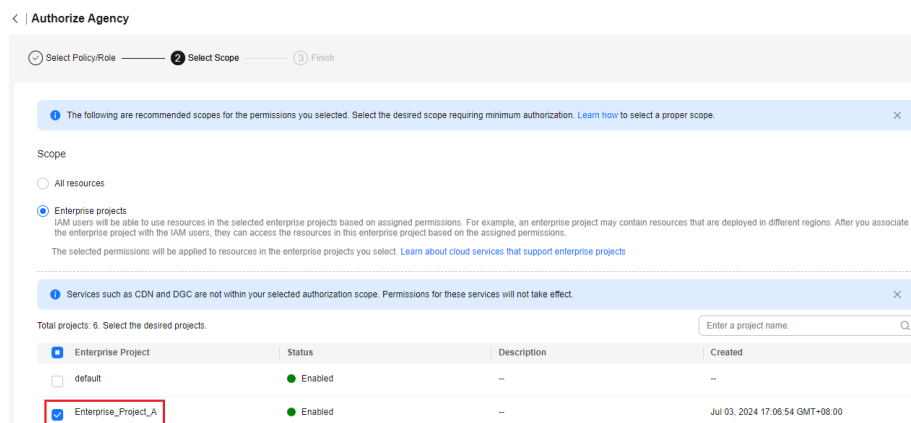 < | Authorize Agency
Select Policy/Role 2 Select Scope 3 Finish
The following are recommended scopes for the permissions you selected. Select the desired scope requiring minimum authorization. Learn how to select a proper scope.
Scope
All resources
Enterprise projects
IAM users will be able to use resources in the selected enterprise projects based on assigned permissions. For example, an enterprise project may contain resources that are deployed in different regions. After you associate
the enterprise project with the IAM users, they can access the resources in this enterprise project based on the assigned permissions.
The selected permissions will be applied to resources in the enterprise projects you select. Learn about cloud services that support enterprise projects
Services such as CDN and DGC are not within your selected authorization scope. Permissions for these services will not take effect.
Total projects: 6. Select the desired projects. Enter a project name.
Enterprise Project Status Description Created
default Enabled -- --
Enterprise_Project_A Enabled -- Jul 03, 2024 17:06:54 GMT+08:00